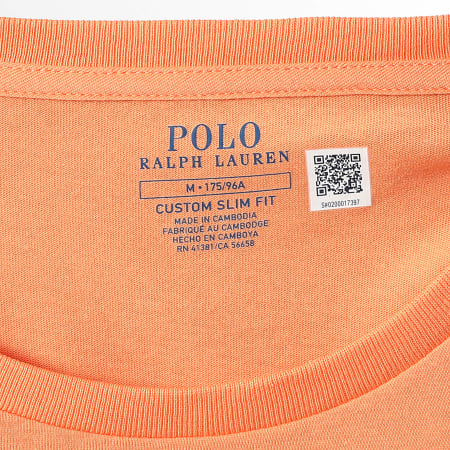 POLO
RALPH LAUREN
M • 175/96A
CUSTOM SLIM FIT
MADE IN CAMBODIA
FABRIQUÉ AU CAMBODGE
HECHO EN CAMBOYA
RN 41381/CA 56658
SH0200017397